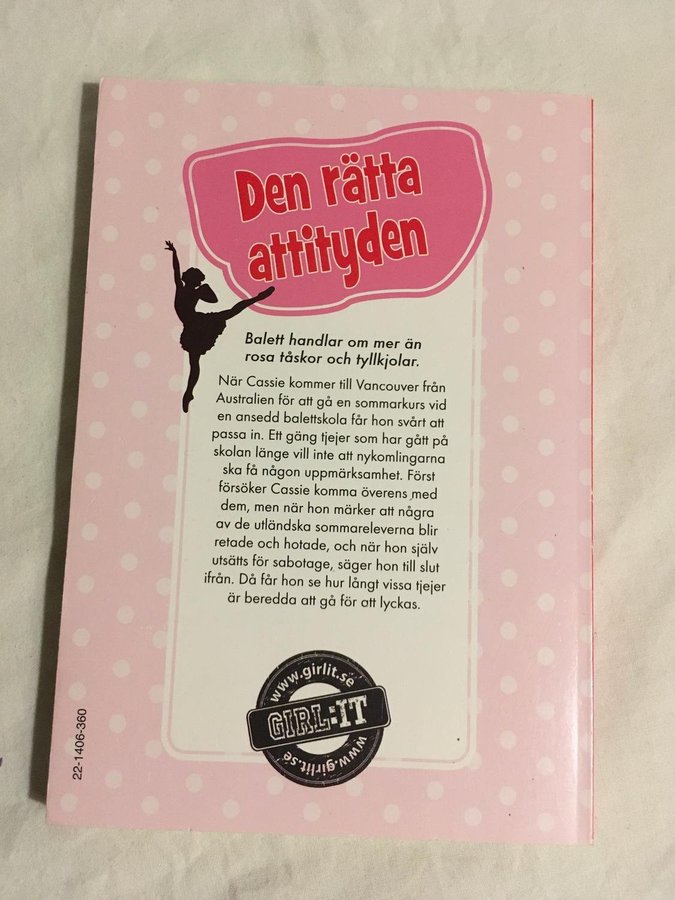 Den rätta
attityden
Balett handlar om mer än
rosa tåskor och tyllkjolar.
När Cassie kommer till Vancouver från
Australien för att gå en sommarkurs vid
en ansedd balettskola får hon svårt att
passa in. Ett gäng tjejer som har gått på
skolan länge vill inte att nykomlingarna
ska få någon uppmärksamhet. Först
försöker Cassie komma överens med
dem, men när hon märker att några
av de utländska sommareleverna blir
retade och hotade, och när hon själv
utsätts för sabotage, säger hon till slut
ifrån. Då får hon se hur långt vissa tjejer
är beredda att gå för att lyckas.
www.girlit.se
GIRL:IT
www.girlit.se
22-1406-360